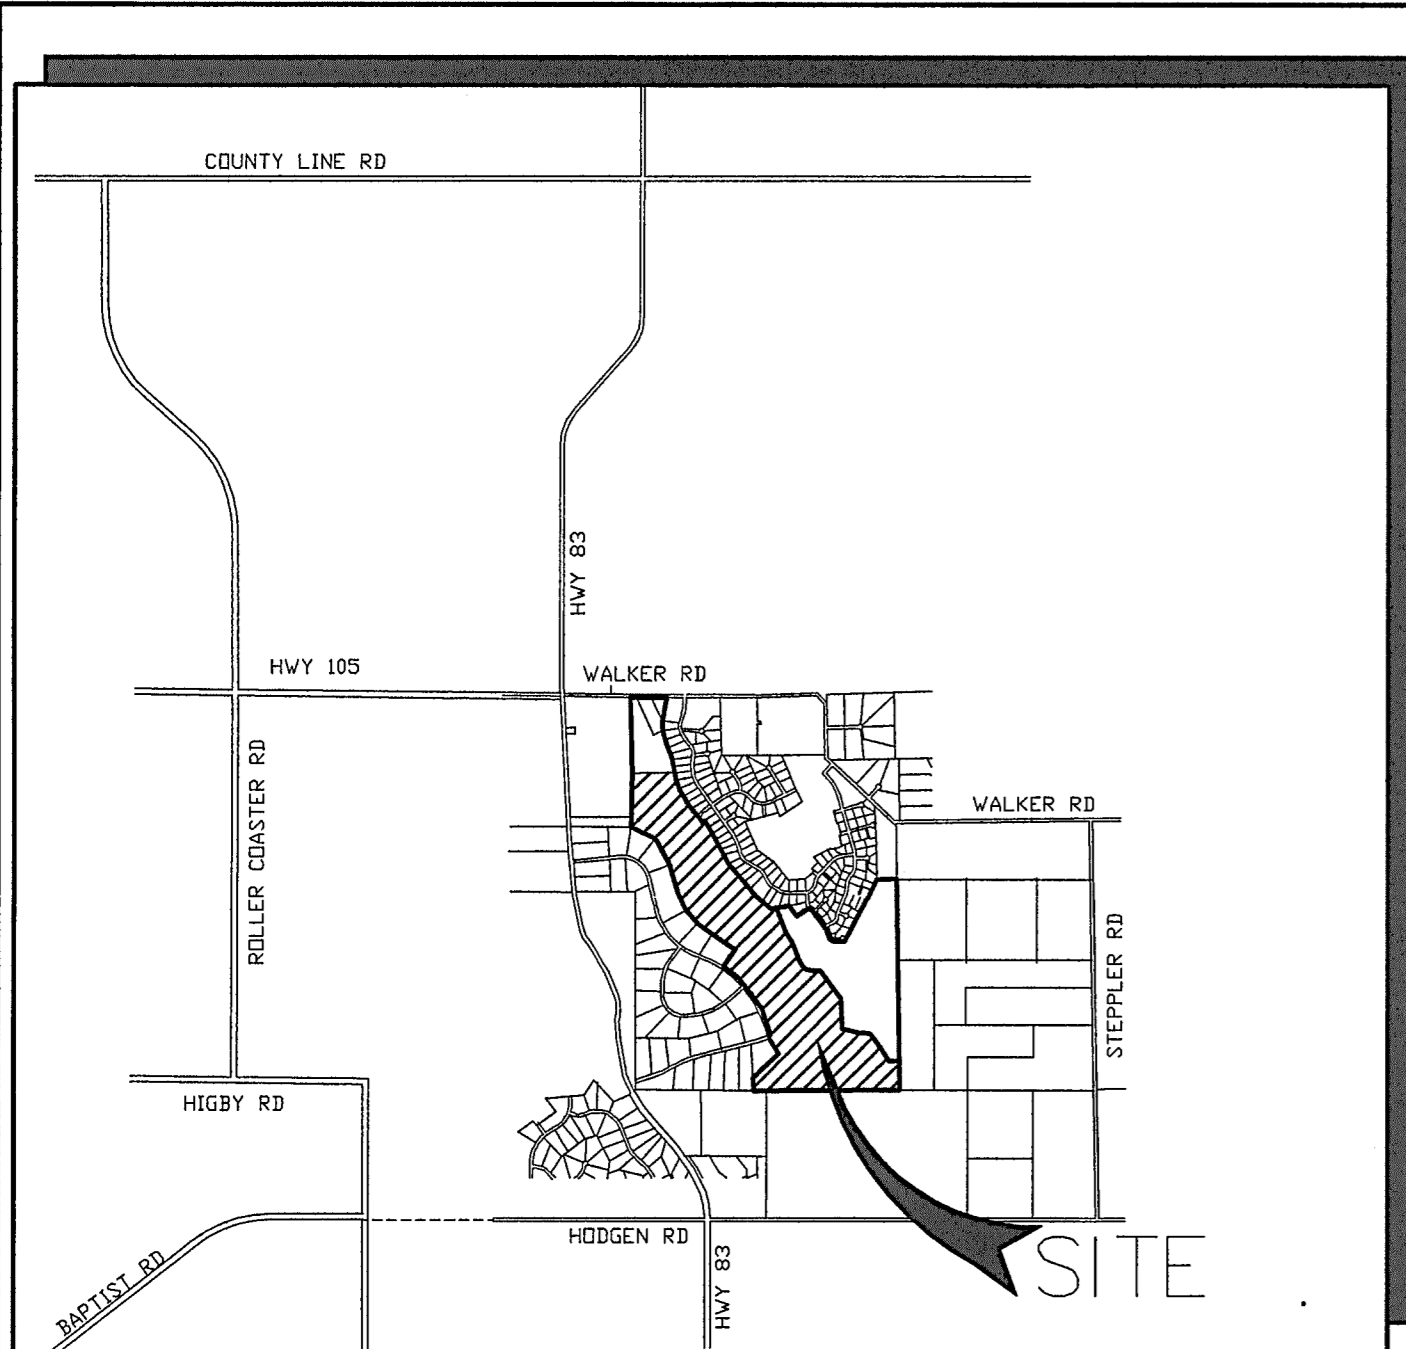 COUNTY LINE RD
HWY 83
HWY 105
WALKER RD
ROLLER COASTER RD
WALKER RD
STEPPLER RD
HIGBY RD
HODGEN RD
HWY 83
BAPTIST RD
SITE